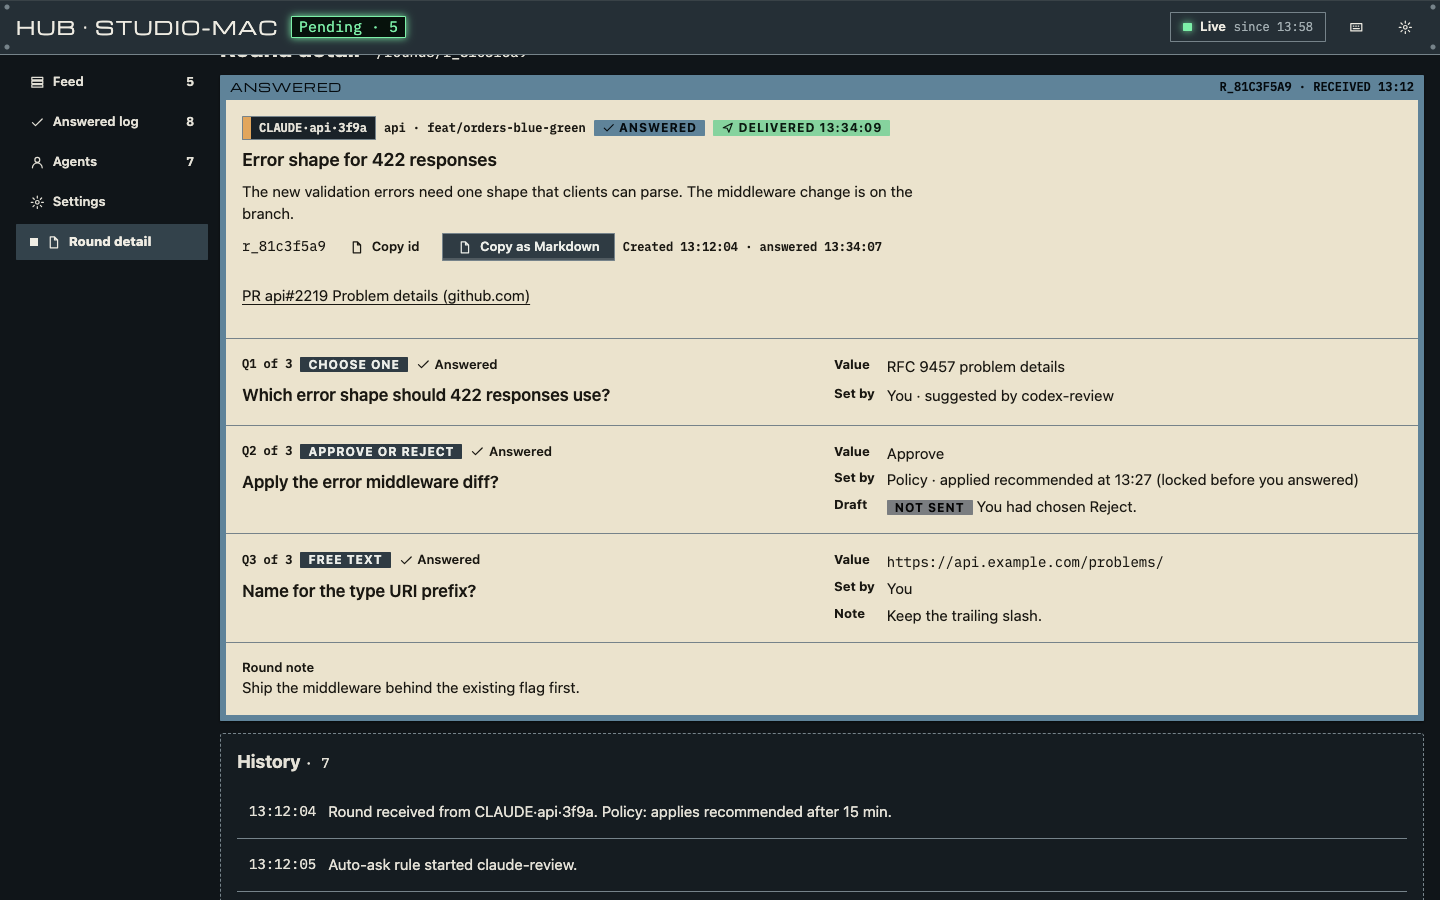 HUB · STUDIO-MAC
Pending · 5
Live since 13:58
Feed 5
Answered log 8
Agents 7
Settings
Round detail
ANSWERED
R_81C3F5A9 · RECEIVED 13:12
CLAUDE·api·3f9a api · feat/orders-blue-green ANSWERED DELIVERED 13:34:09
Error shape for 422 responses
The new validation errors need one shape that clients can parse. The middleware change is on the
branch.
r_81c3f5a9 Copy id Copy as Markdown Created 13:12:04 · answered 13:34:07
PR api#2219 Problem details (github.com)
Q1 of 3 CHOOSE ONE Answered
Which error shape should 422 responses use?
Value RFC 9457 problem details
Set by You · suggested by codex-review
Q2 of 3 APPROVE OR REJECT Answered
Apply the error middleware diff?
Value Approve
Set by Policy · applied recommended at 13:27 (locked before you answered)
Draft NOT SENT You had chosen Reject.
Q3 of 3 FREE TEXT Answered
Name for the type URI prefix?
Value https://api.example.com/problems/
Set by You
Note Keep the trailing slash.
Round note
Ship the middleware behind the existing flag first.
History · 7
13:12:04 Round received from CLAUDE·api·3f9a. Policy: applies recommended after 15 min.
13:12:05 Auto-ask rule started claude-review.